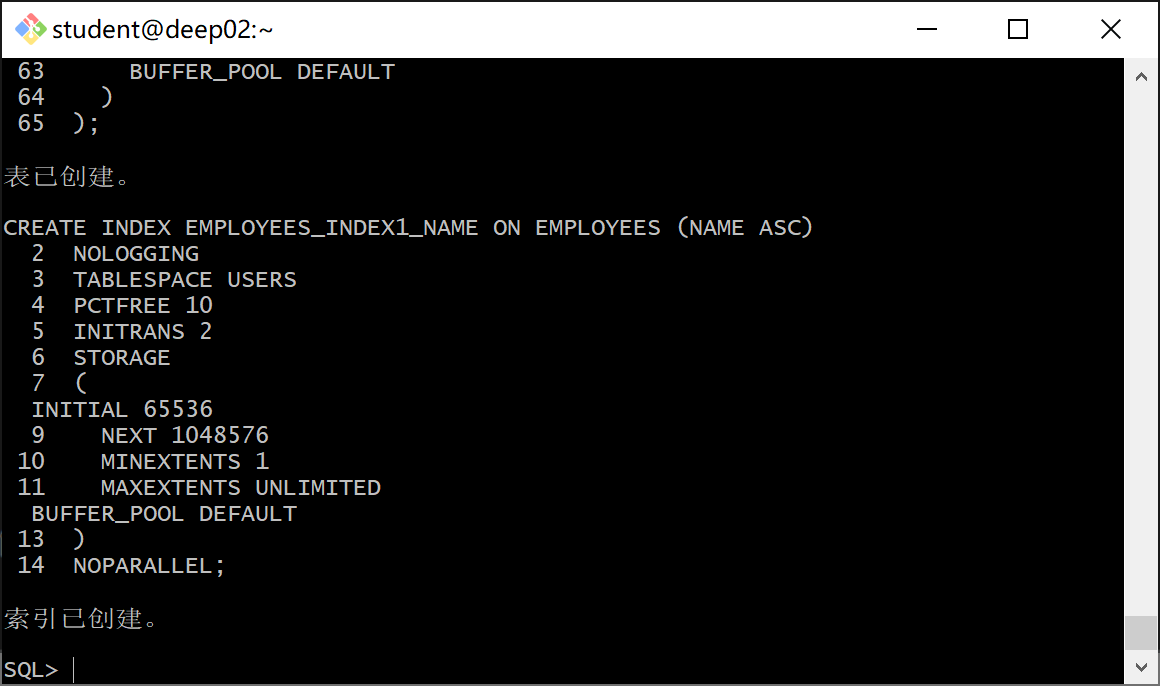 student@deep02:~
63      BUFFER_POOL DEFAULT
64    )
65  );
表已创建。
CREATE INDEX EMPLOYEES_INDEX1_NAME ON EMPLOYEES (NAME ASC)
2  NOLOGGING
3  TABLESPACE USERS
4  PCTFREE 10
5  INITRANS 2
6  STORAGE
7  (
INITIAL 65536
9    NEXT 1048576
10    MINEXTENTS 1
11    MAXEXTENTS UNLIMITED
BUFFER_POOL DEFAULT
13  )
14  NOPARALLEL;
索引已创建。
SQL>